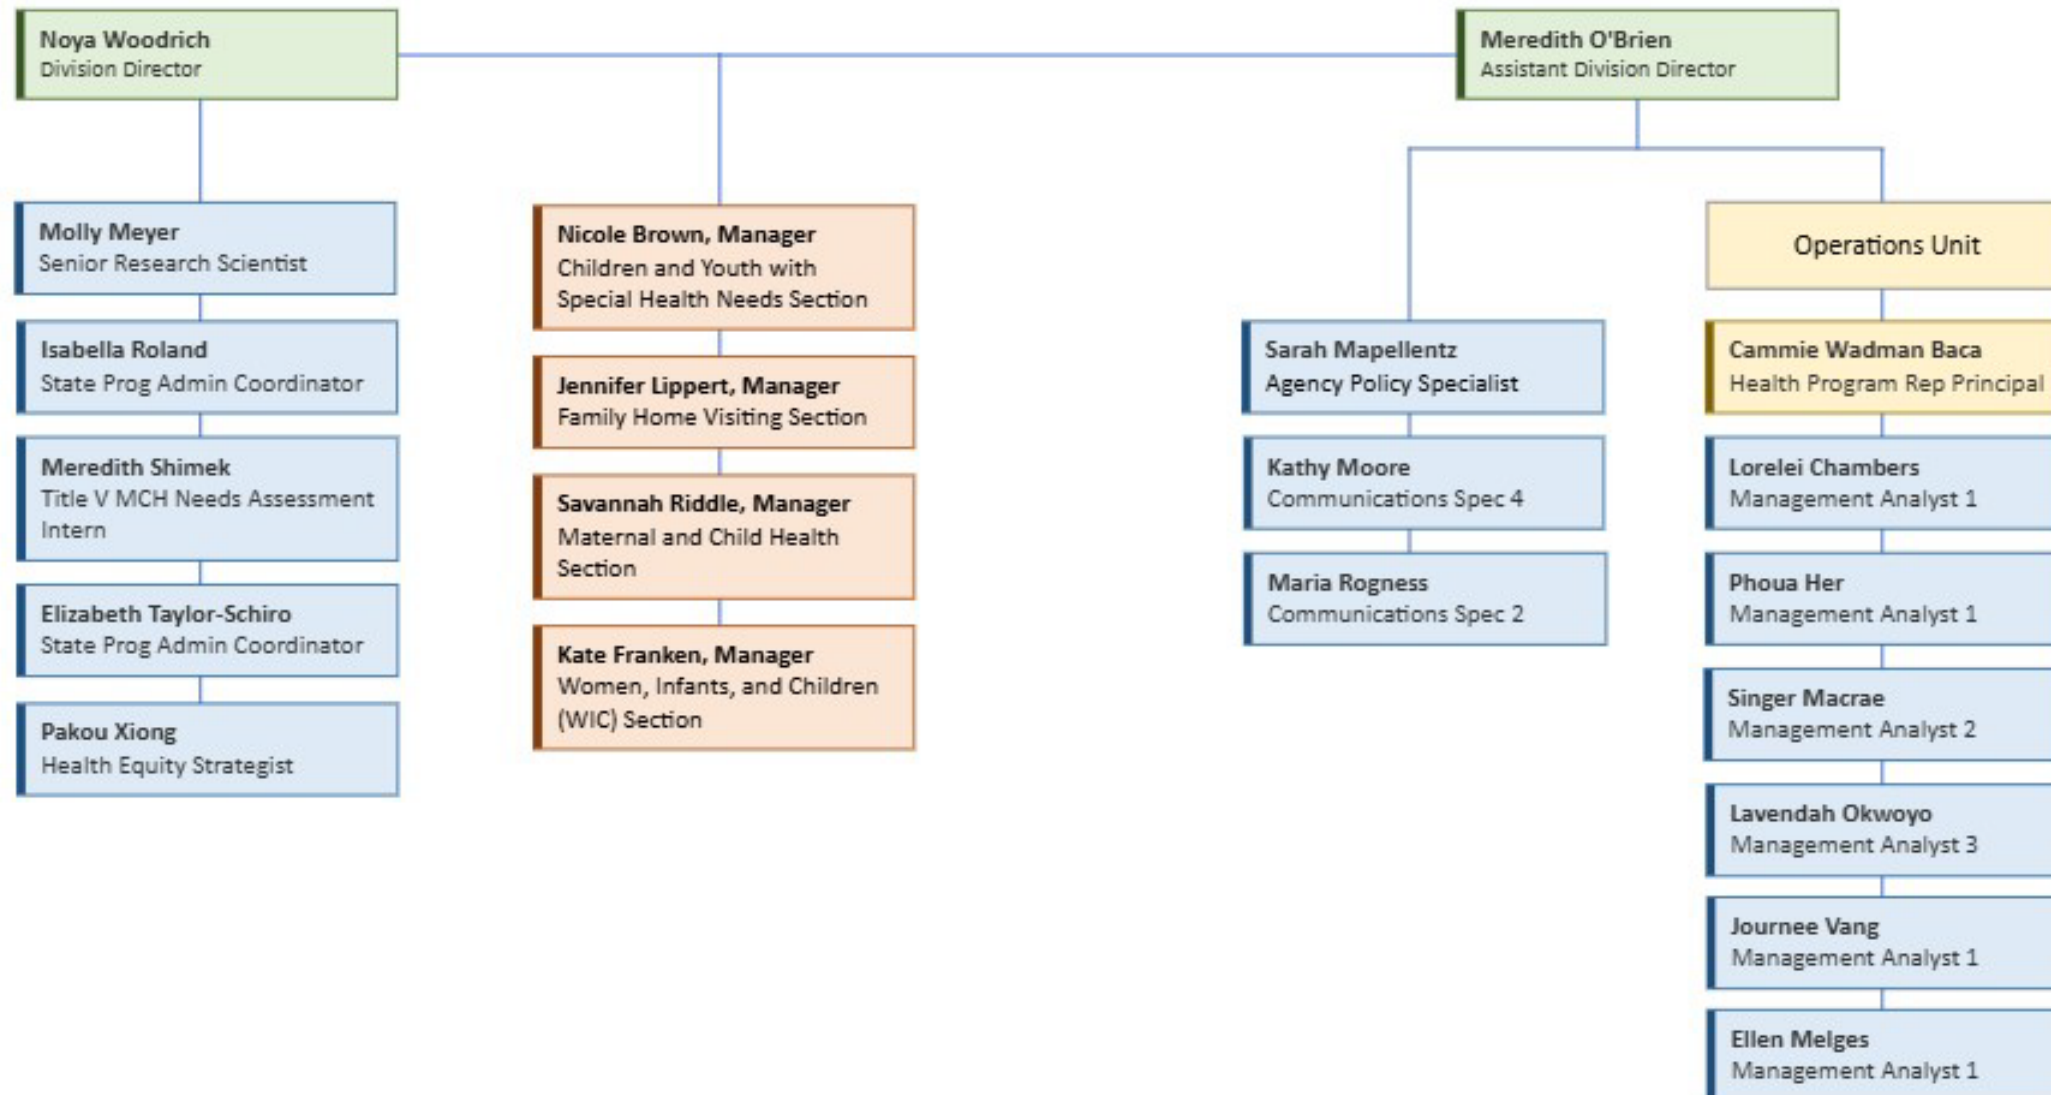 Noya Woodrich
Division Director
Meredith O'Brien
Assistant Division Director
Molly Meyer
Senior Research Scientist
Isabella Roland
State Prog Admin Coordinator
Meredith Shimek
Title V MCH Needs Assessment
Intern
Elizabeth Taylor-Schiro
State Prog Admin Coordinator
Pakou Xiong
Health Equity Strategist
Nicole Brown, Manager
Children and Youth with
Special Health Needs Section
Jennifer Lippert, Manager
Family Home Visiting Section
Savannah Riddle, Manager
Maternal and Child Health
Section
Kate Franken, Manager
Women, Infants, and Children
(WIC) Section
Sarah Mapellentz
Agency Policy Specialist
Kathy Moore
Communications Spec 4
Maria Rogness
Communications Spec 2
Operations Unit
Cammie Wadman Baca
Health Program Rep Principal
Lorelei Chambers
Management Analyst 1
Phoua Her
Management Analyst 1
Singer Macrae
Management Analyst 2
Lavendah Okwoyo
Management Analyst 3
Journee Vang
Management Analyst 1
Ellen Melges
Management Analyst 1